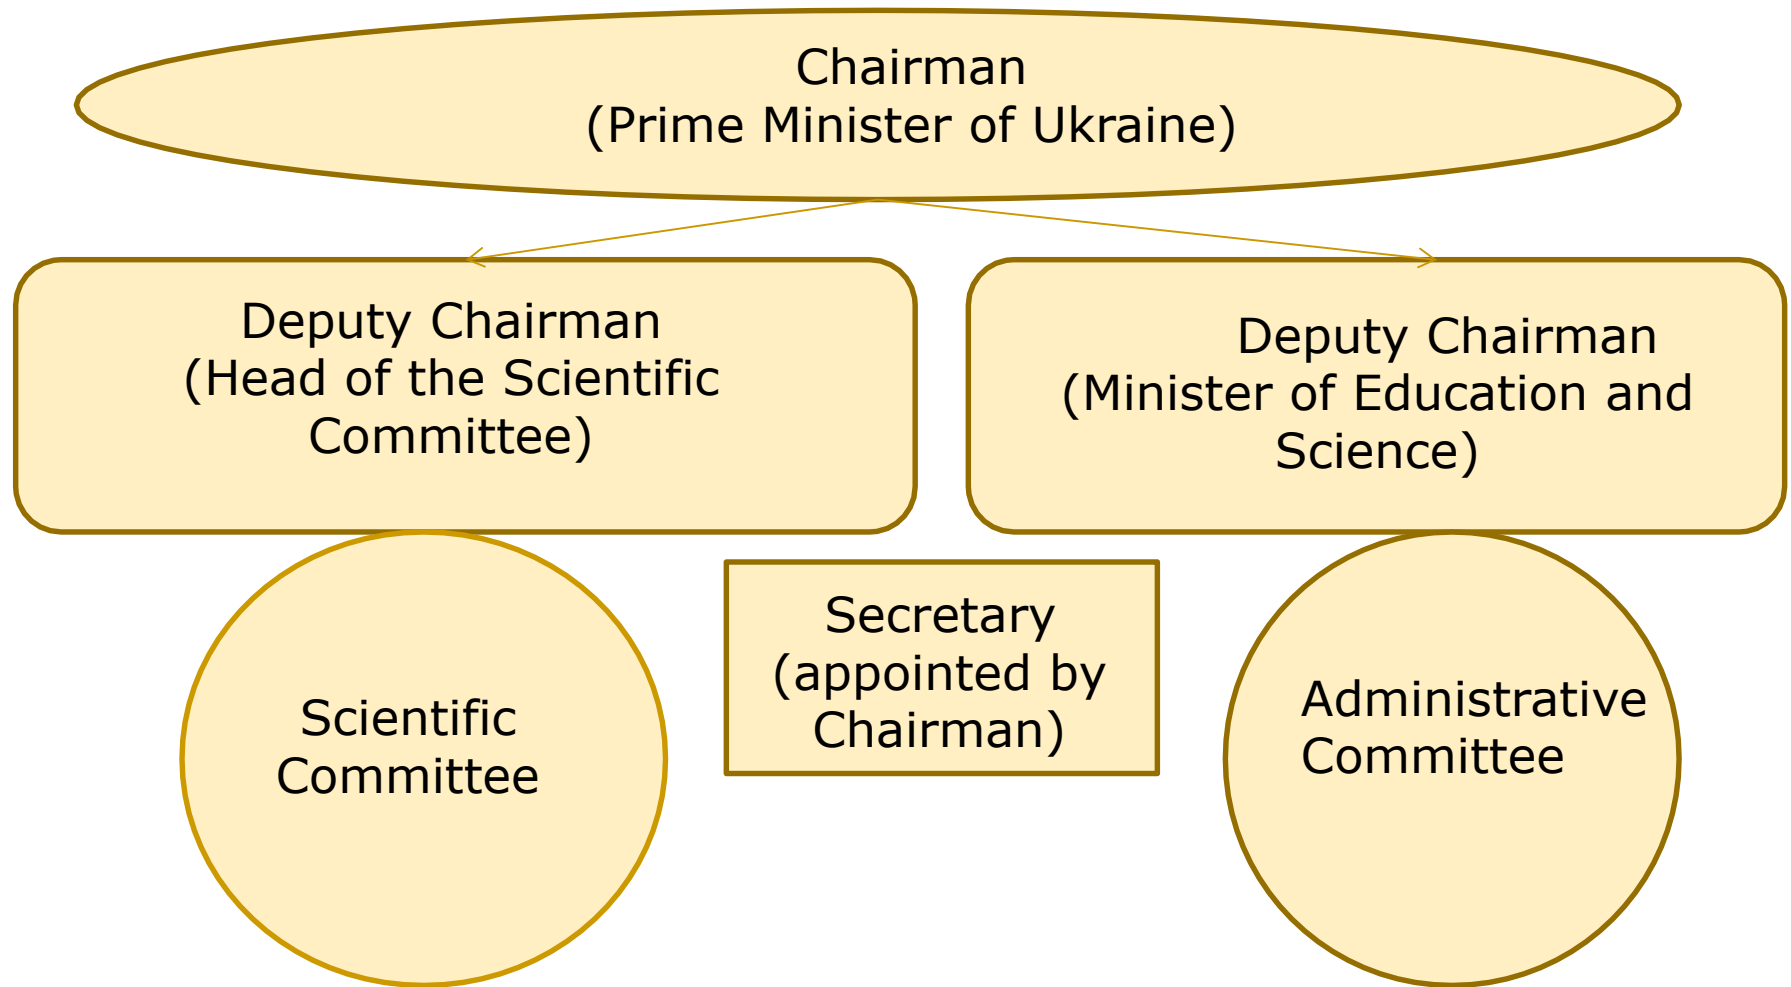 Chairman
(Prime Minister of Ukraine)
Deputy Chairman
(Head of the Scientific
Committee)
Deputy Chairman
(Minister of Education and
Science)
Scientific
Committee
Secretary
(appointed by
Chairman)
Administrative
Committee